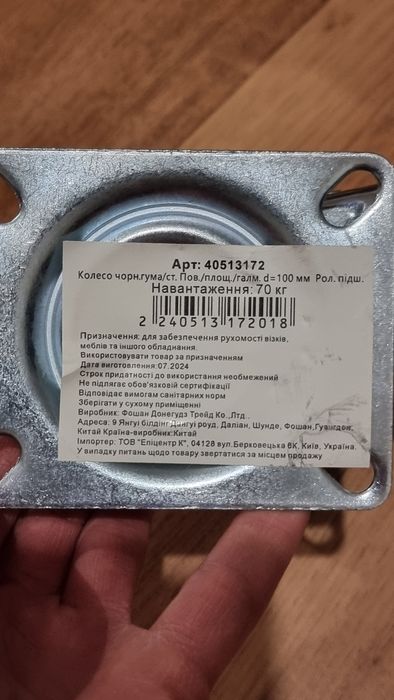 Арт: 40513172
Колесо чорн.гума/ст. Пов./площ./галм. d=100 мм Рол. підш.
Навантаження: 70 кг
2 240513 172018
Призначення: для забезпечення рухомості візків,
меблів та іншого обладнання.
Використовувати товар за призначенням
Дата виготовлення:07.2024
Строк придатності до використання необмежений
Не підлягає обов'язковій сертифікації
Відповідає вимогам санітарних норм
Зберігати у сухому приміщенні
Виробник: Фошан Донегудз Трейд Ко.,Лтд..
Адреса: 9 Янгуі білдінг,Дингуі роуд, Даліан, Шунде, Фошан,Гуандон,
Китай Країна-виробник:Китай
Імпортер: ТОВ "Епіцентр К", 04128 вул.Берковецька 6К, Київ, Україна.
У випадку питань щодо товару звертатися за місцем продажу